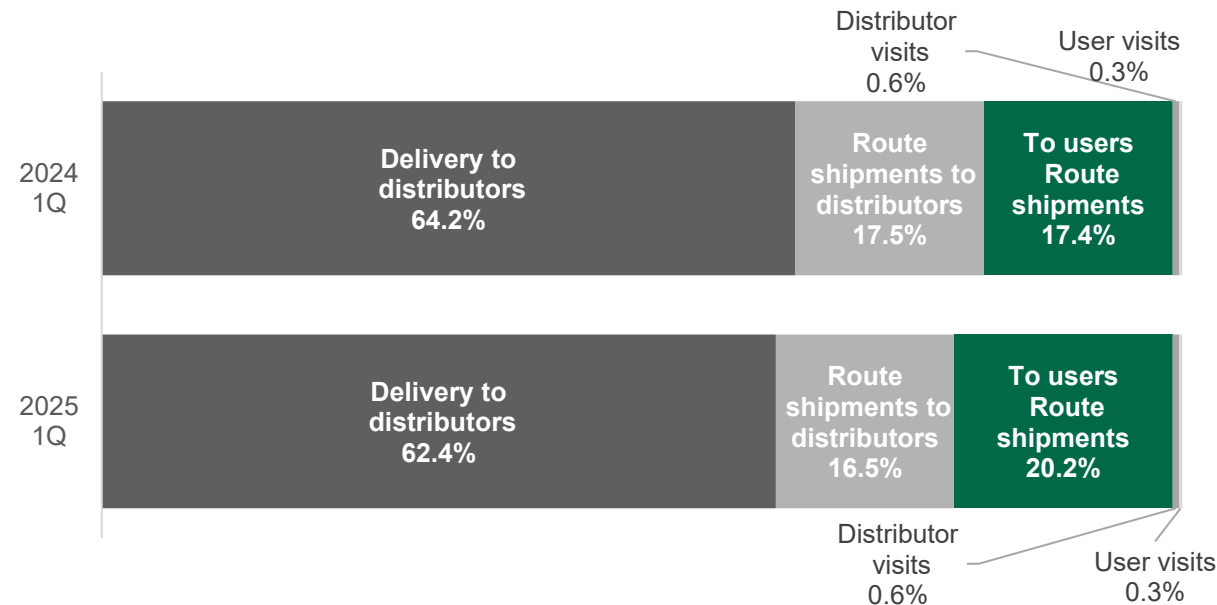 Distributor
visits
0.6%
User visits
0.3%
2024
1Q
Delivery to
distributors
64.2%
Route
shipments to
distributors
17.5%
To users
Route
shipments
17.4%
2025
1Q
Delivery to
distributors
62.4%
Route
shipments to
distributors
16.5%
To users
Route
shipments
20.2%
Distributor
visits
0.6%
User visits
0.3%